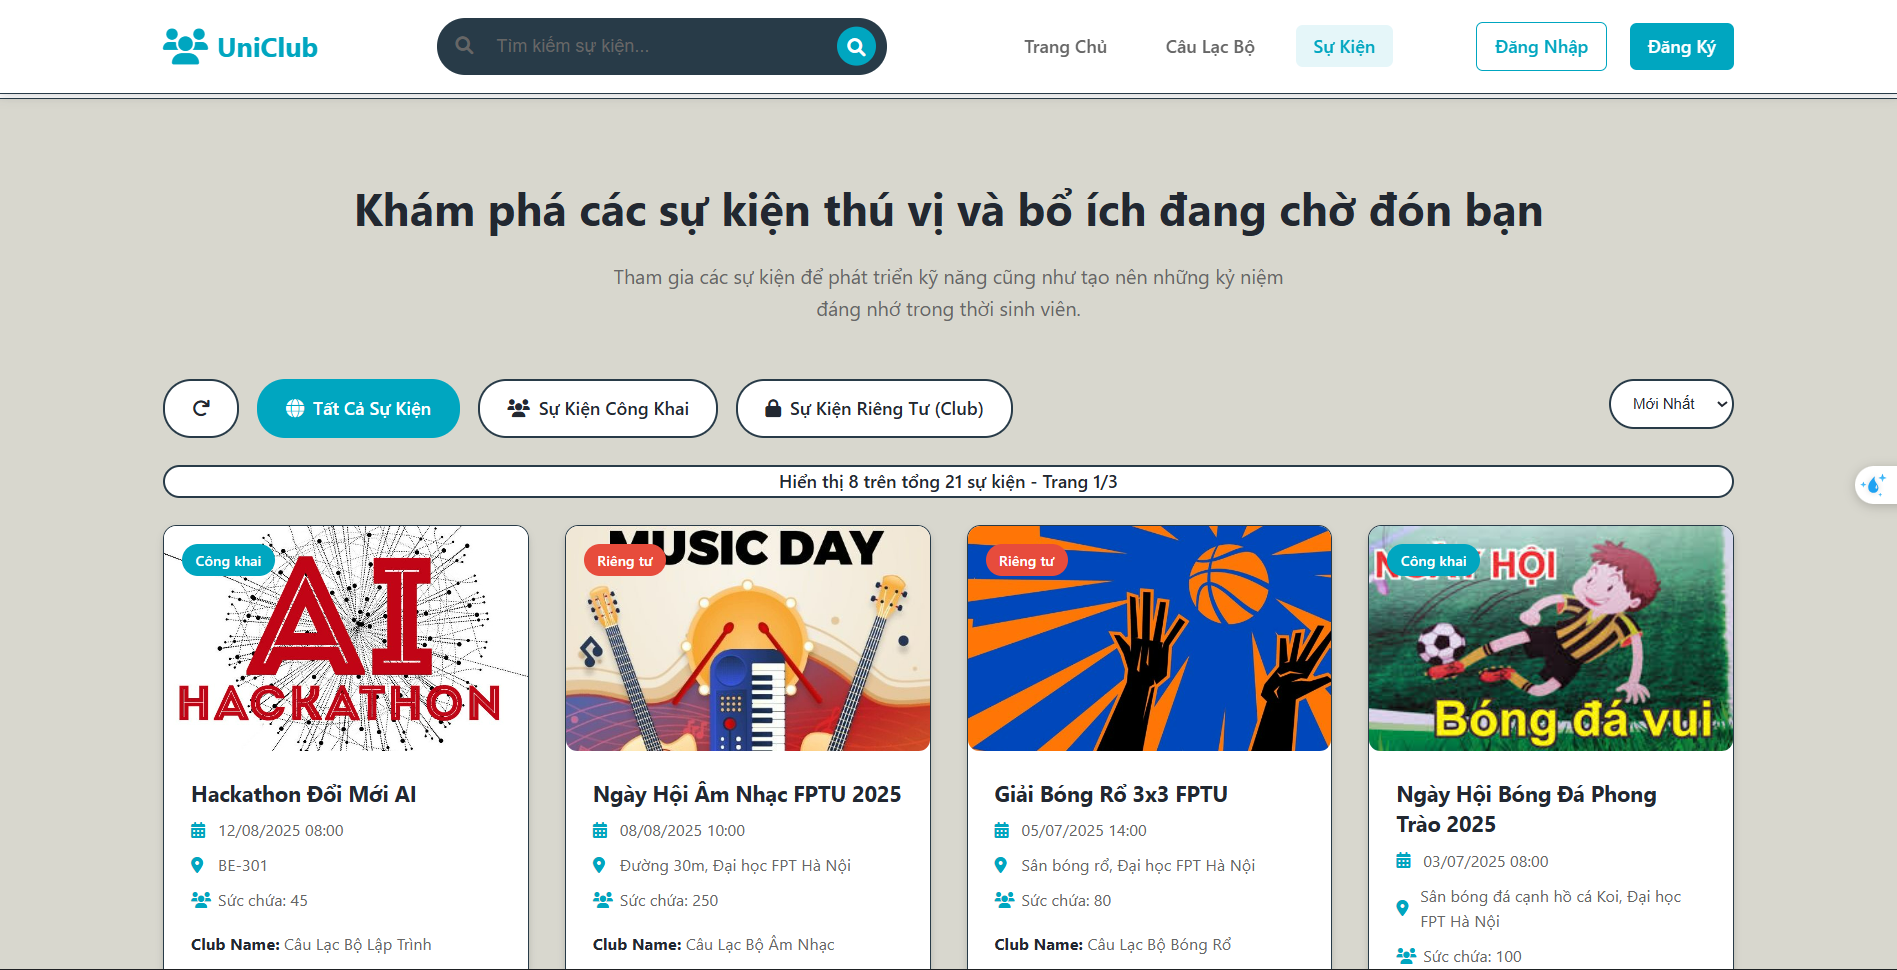 UniClub
Tìm kiếm sự kiện...
Trang Chủ
Câu Lạc Bộ
Sự Kiện
Đăng Nhập
Đăng Ký
Khám phá các sự kiện thú vị và bổ ích đang chờ đón bạn
Tham gia các sự kiện để phát triển kỹ năng cũng như tạo nên những kỷ niệm
đáng nhớ trong thời sinh viên.
Tất Cả Sự Kiện
Sự Kiện Công Khai
Sự Kiện Riêng Tư (Club)
Mới Nhất
Hiển thị 8 trên tổng 21 sự kiện - Trang 1/3
Công khai
AI
HACKATHON
Hackathon Đổi Mới AI
12/08/2025 08:00
BE-301
Sức chứa: 45
Club Name: Câu Lạc Bộ Lập Trình
MUSIC DAY
Riêng tư
Ngày Hội Âm Nhạc FPTU 2025
08/08/2025 10:00
Đường 30m, Đại học FPT Hà Nội
Sức chứa: 250
Club Name: Câu Lạc Bộ Âm Nhạc
Riêng tư
Giải Bóng Rổ 3x3 FPTU
05/07/2025 14:00
Sân bóng rổ, Đại học FPT Hà Nội
Sức chứa: 80
Club Name: Câu Lạc Bộ Bóng Rổ
Công khai
HỘI
Bóng đá vui
Ngày Hội Bóng Đá Phong
Trào 2025
03/07/2025 08:00
Sân bóng đá cạnh hồ cá Koi, Đại học
FPT Hà Nội
Sức chứa: 100